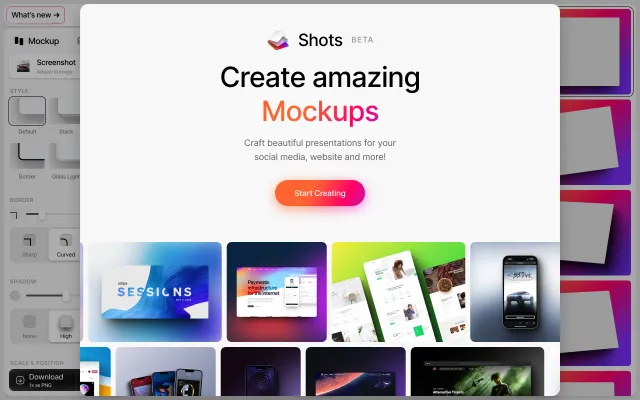 What's new →
Mockup
Screenshot
Adapts to image
STYLE
Default
Stack
Border
Glass Light
BORDER
Sharp
Curved
SHADOW
None
High
SCALE & POSITION
Download
1x as PNG
Shots BETA
Create amazing
Mockups
Craft beautiful presentations for your
social media, website and more!
Start Creating
SESSIONS
Payments
infrastructure
for the internet